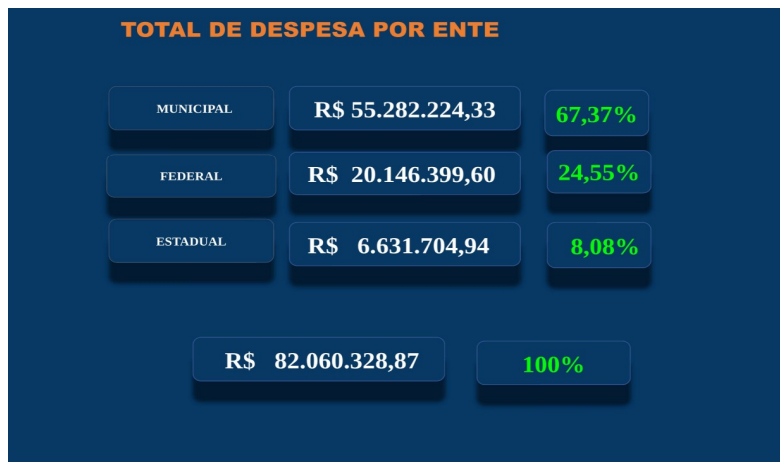 TOTAL DE DESPESA POR ENTE
MUNICIPAL R$ 55.282.224,33 67,37%
FEDERAL R$ 20.146.399,60 24,55%
ESTADUAL R$ 6.631.704,94 8,08%
R$ 82.060.328,87 100%